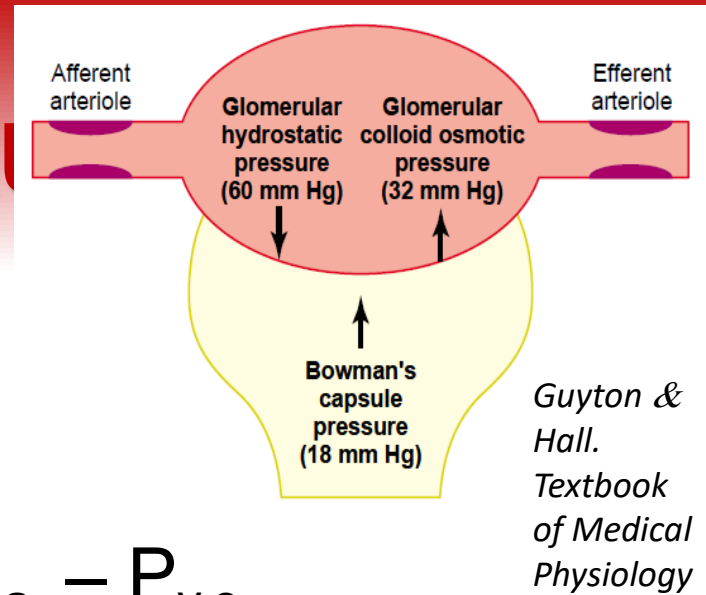 Afferent
arteriole
Efferent
arteriole
Glomerular
hydrostatic
pressure
(60 mm Hg)
Glomerular
colloid osmotic
pressure
(32 mm Hg)
Bowman's
capsule
pressure
(18 mm Hg)
Guyton &
Hall.
Textbook
of Medical
Physiology
– P